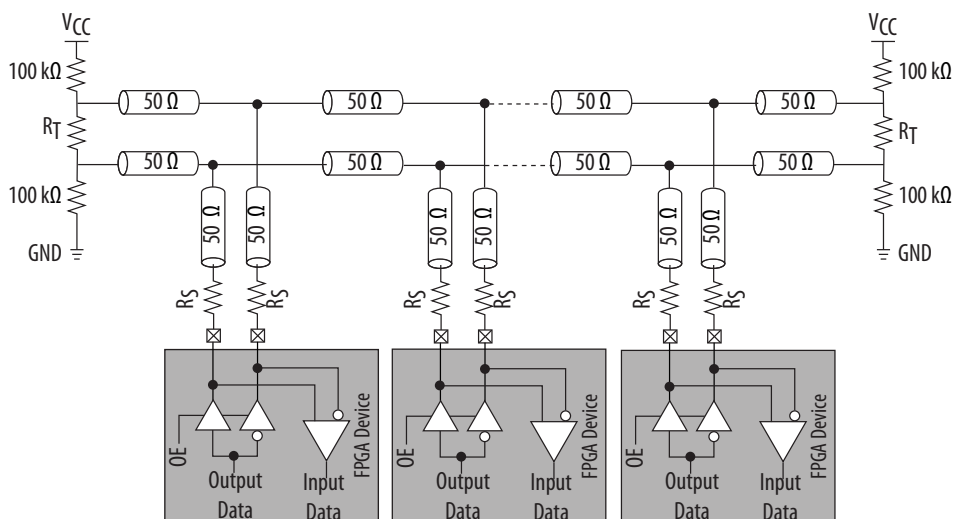 VCC
VCC
100 kΩ
100 kΩ
50 Ω
50 Ω
50 Ω
50 Ω
RT
RT
50 Ω
50 Ω
50 Ω
50 Ω
100 kΩ
100 kΩ
50 Ω
50 Ω
50 Ω
50 Ω
50 Ω
50 Ω
GND
GND
RS
RS
RS
RS
RS
RS
OE
FPGA Device
OE
FPGA Device
OE
FPGA Device
Output
Data
Input
Data
Output
Data
Input
Data
Output
Data
Input
Data